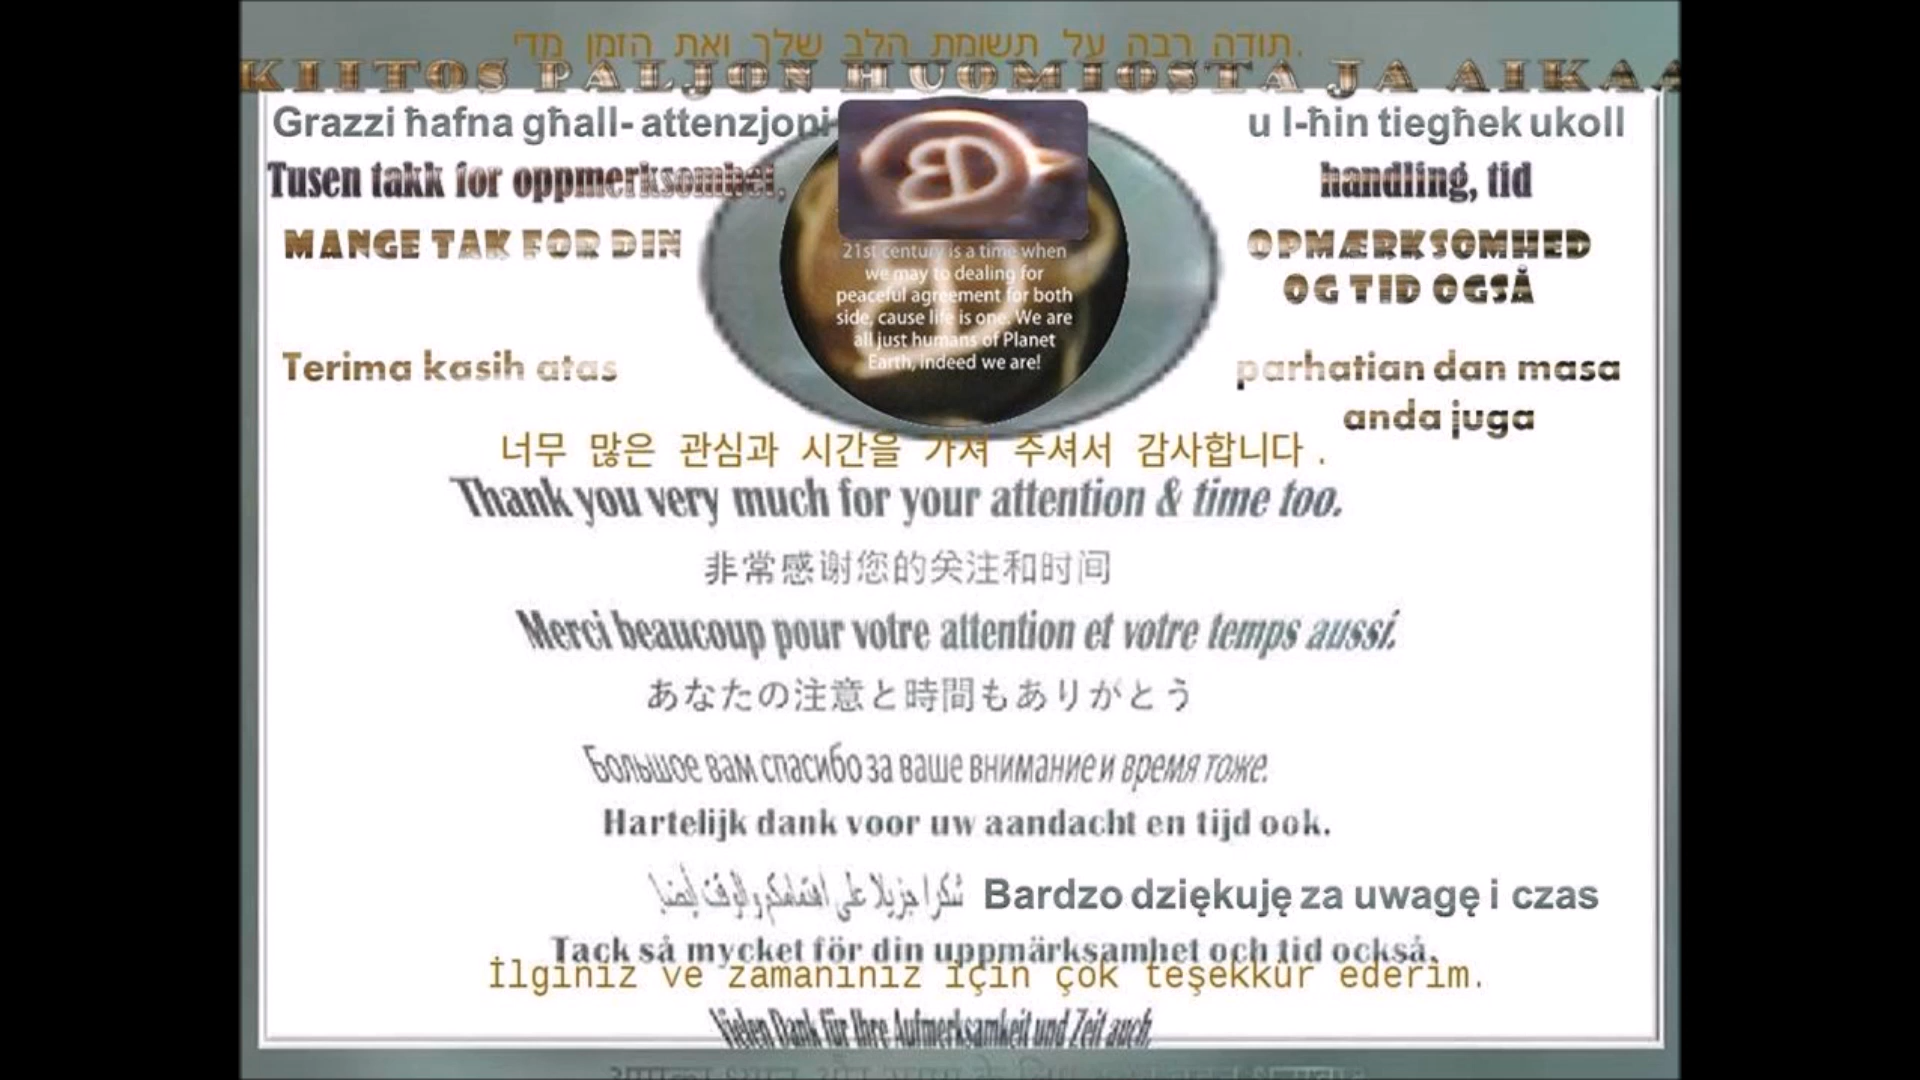 תודה רבה על תשומת הלב שלך ואת הזמן מדי.
KIITOS PALJON HUOMIOSTA JA AIKAA
Grazzi ħafna għall- attenzjoni u l-ħin tiegħek ukoll
Tusen takk for oppmerksomhet, handling, tid
MANGE TAK FOR DIN OPMÆRKSOMHED
OG TID OGSÅ
21st century is a time when
we may to dealing for
peaceful agreement for both
side, cause life is one. We are
all just humans of Planet
Earth, indeed we are!
Terima kasih atas parhatian dan masa
anda juga
너무 많은 관심과 시간을 가져 주셔서 감사합니다.
Thank you very much for your attention & time too.
非常感谢您的关注和时间
Merci beaucoup pour votre attention et votre temps aussi.
あなたの注意と時間もありがとう
Большое вам спасибо за ваше внимание и время тоже.
Hartelijk dank voor uw aandacht en tijd ook.
شكرا جزيلا على اهتمامكم والوقت أيضا Bardzo dziękuję za uwagę i czas
Tack så mycket för din uppmärksamhet och tid också.
İlginiz ve zamanınız için çok teşekkür ederim.
Vielen Dank für Ihre Aufmerksamkeit und Zeit auch.